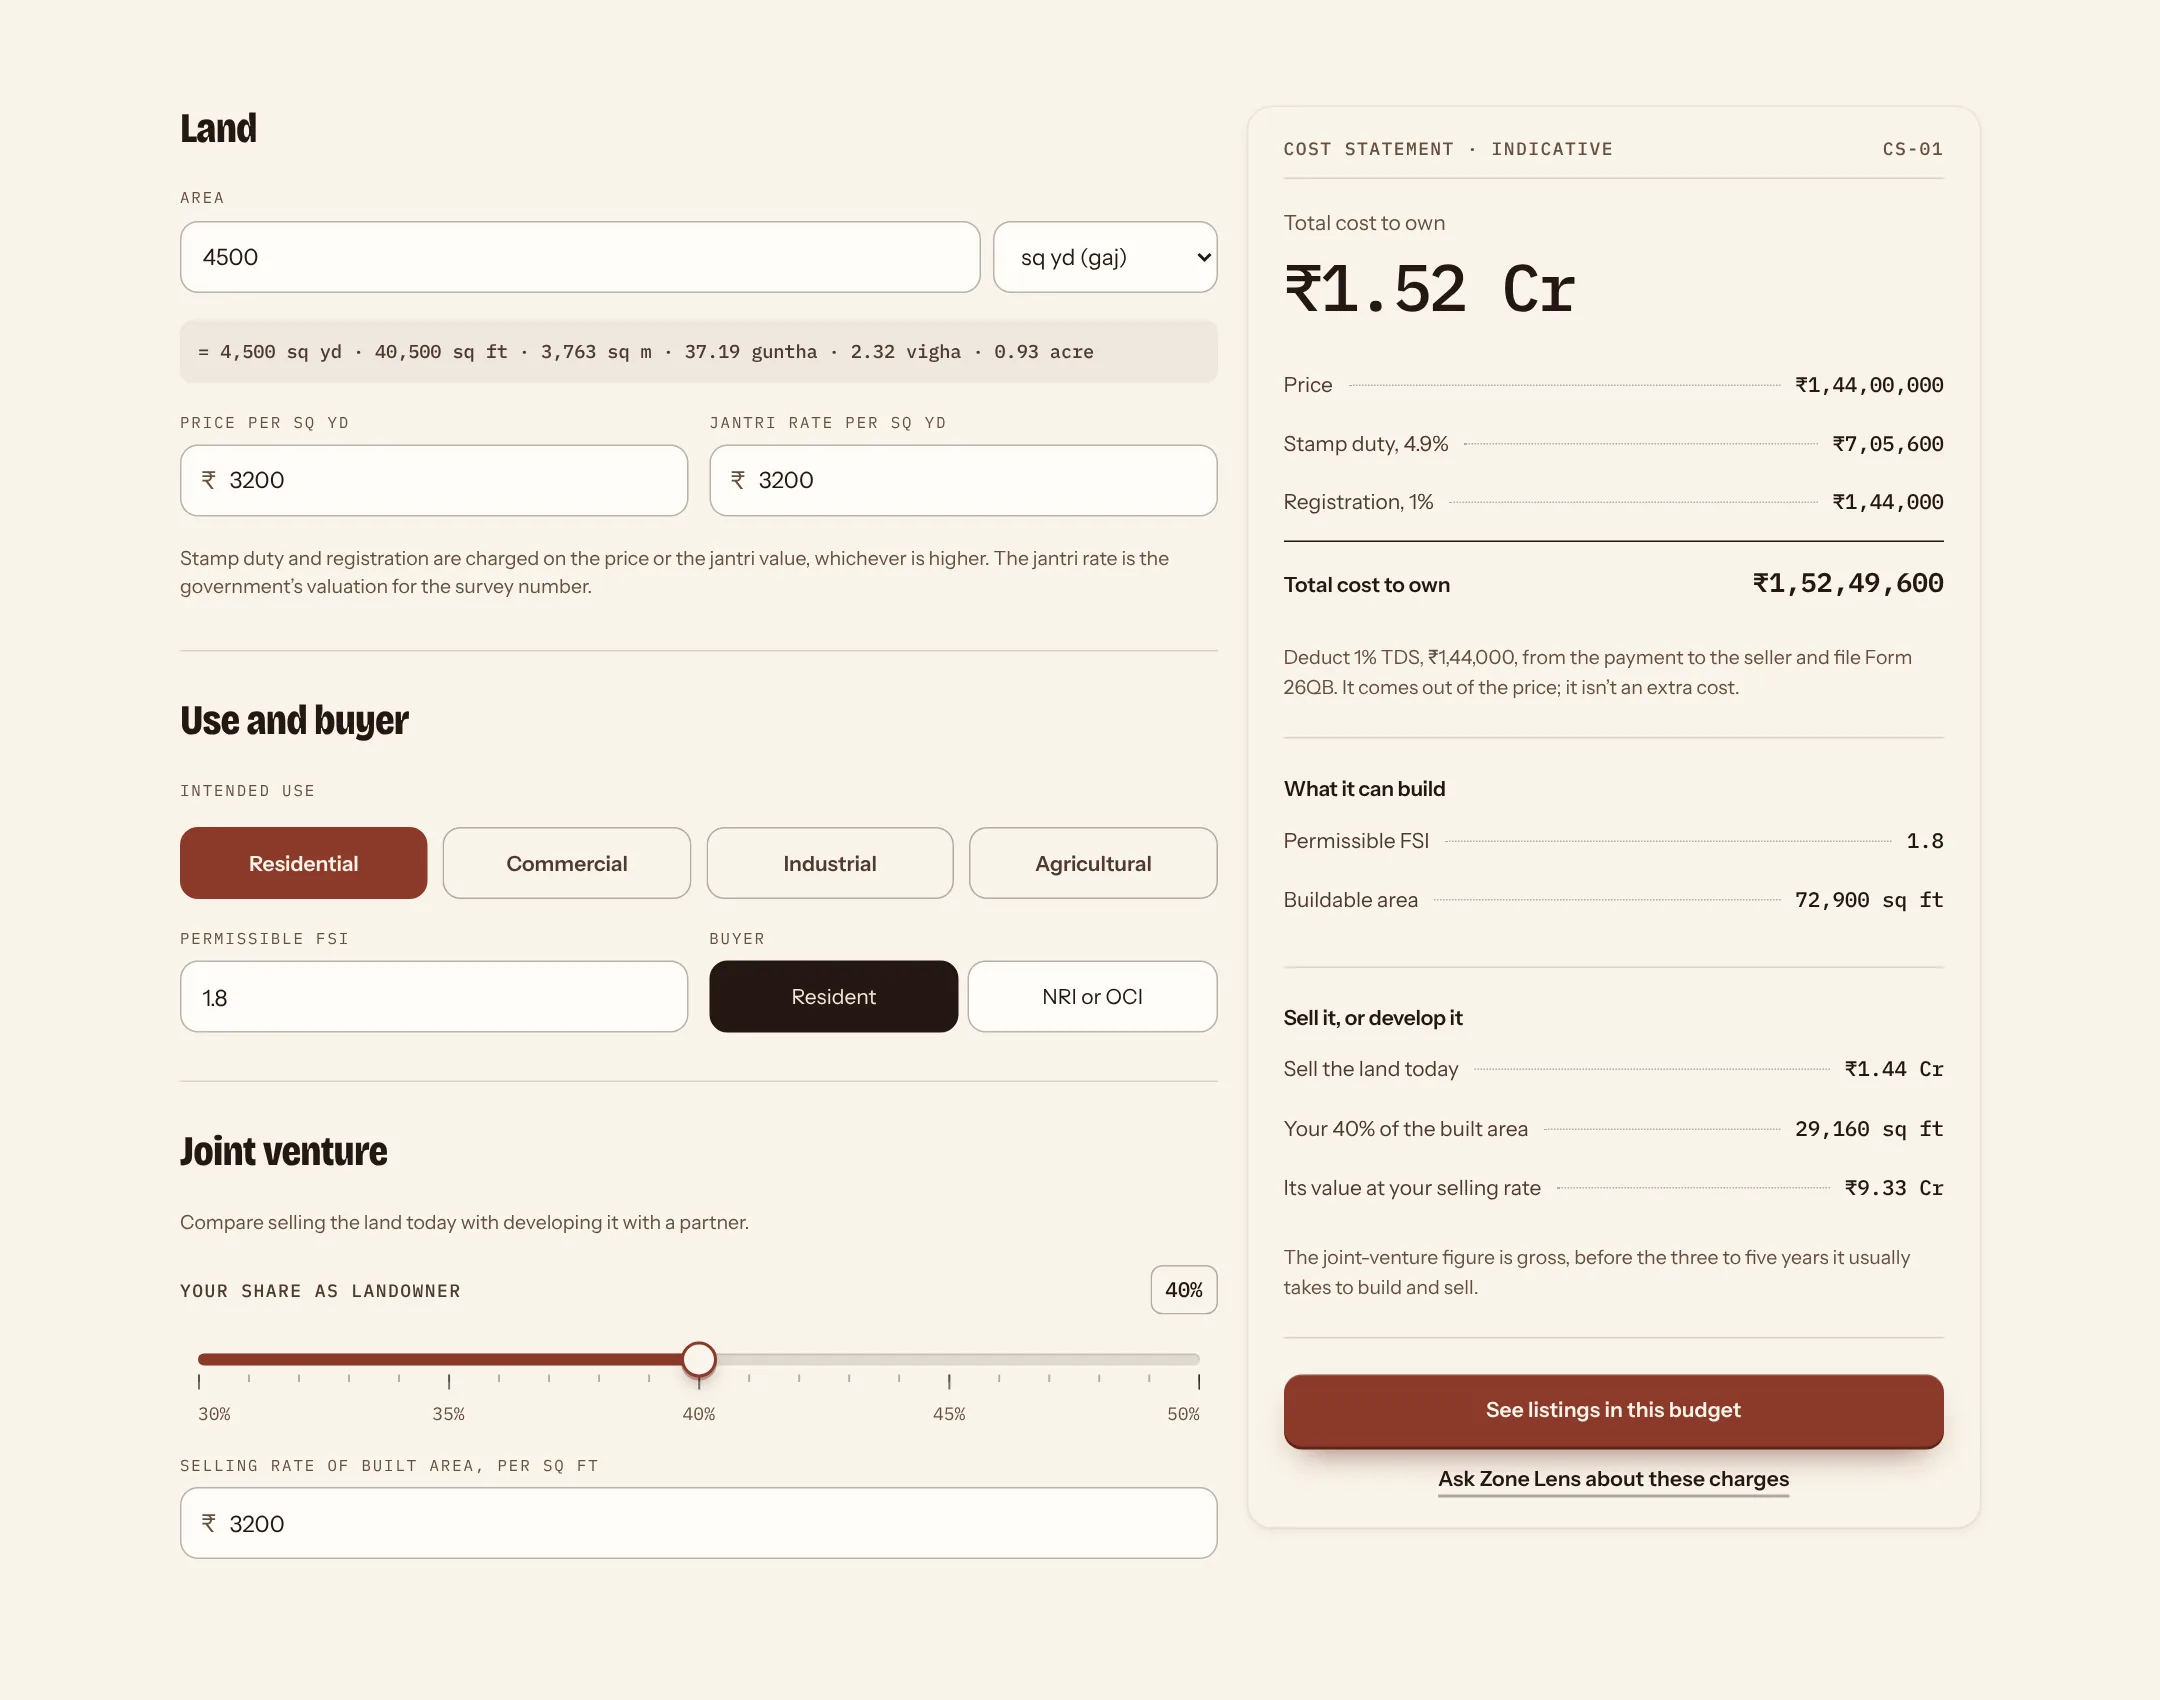 Land
AREA
4500
sq yd (gaj)
= 4,500 sq yd · 40,500 sq ft · 3,763 sq m · 37.19 guntha · 2.32 vigha · 0.93 acre
PRICE PER SQ YD
JANTRI RATE PER SQ YD
₹ 3200
₹ 3200
Stamp duty and registration are charged on the price or the jantri value, whichever is higher. The jantri rate is the
government’s valuation for the survey number.
Use and buyer
INTENDED USE
Residential
Commercial
Industrial
Agricultural
PERMISSIBLE FSI
BUYER
1.8
Resident
NRI or OCI
Joint venture
Compare selling the land today with developing it with a partner.
YOUR SHARE AS LANDOWNER
40%
30%
35%
40%
45%
50%
SELLING RATE OF BUILT AREA, PER SQ FT
₹ 3200
COST STATEMENT · INDICATIVE
CS-01
Total cost to own
₹1.52 Cr
Price ₹1,44,00,000
Stamp duty, 4.9% ₹7,05,600
Registration, 1% ₹1,44,000
Total cost to own ₹1,52,49,600
Deduct 1% TDS, ₹1,44,000, from the payment to the seller and file Form
26QB. It comes out of the price; it isn’t an extra cost.
What it can build
Permissible FSI 1.8
Buildable area 72,900 sq ft
Sell it, or develop it
Sell the land today ₹1.44 Cr
Your 40% of the built area 29,160 sq ft
Its value at your selling rate ₹9.33 Cr
The joint-venture figure is gross, before the three to five years it usually
takes to build and sell.
See listings in this budget
Ask Zone Lens about these charges